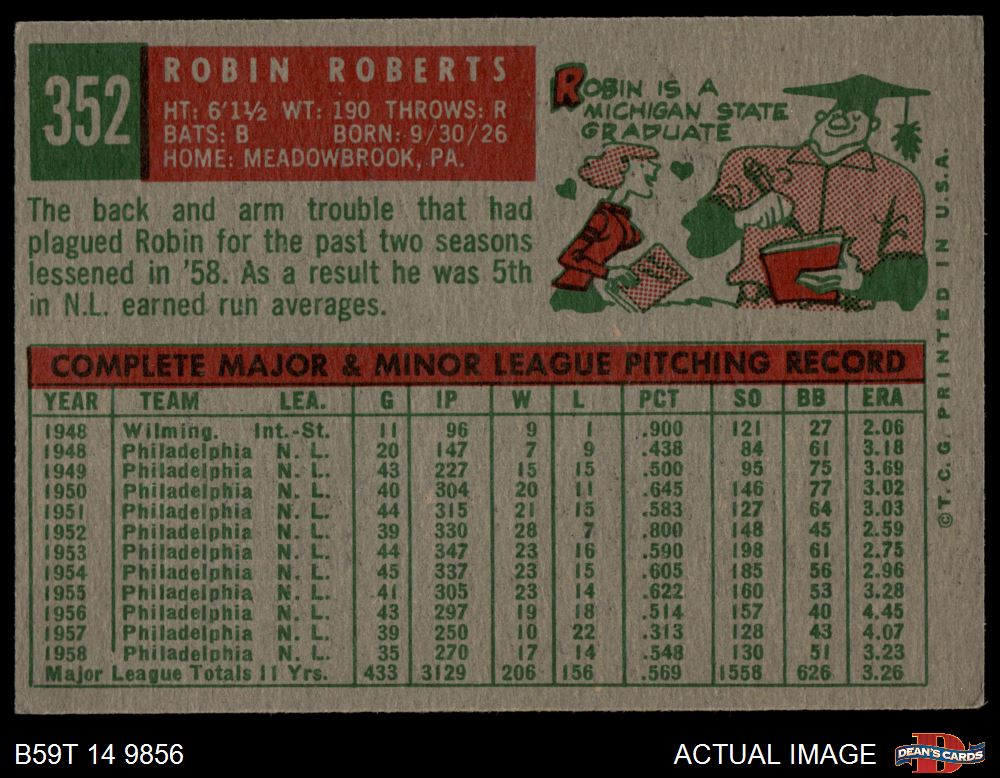 352
ROBIN ROBERTS
HT: 6'1½ WT: 190 THROWS: R
BATS: B BORN: 9/30/26
HOME: MEADOWBROOK, PA.
ROBIN IS A
MICHIGAN STATE
GRADUATE
The back and arm trouble that had
plagued Robin for the past two seasons
lessened in '58. As a result he was 5th
in N.L. earned run averages.
COMPLETE MAJOR & MINOR LEAGUE PITCHING RECORD
YEAR TEAM LEA. G IP W L PCT SO BB ERA
1948 Wilming. Int.-St. 11 96 9 1 .900 121 27 2.06
1948 Philadelphia N. L. 20 147 7 9 .438 84 61 3.18
1949 Philadelphia N. L. 43 227 15 15 .500 95 75 3.69
1950 Philadelphia N. L. 40 304 20 11 .645 146 77 3.02
1951 Philadelphia N. L. 44 315 21 15 .583 127 64 3.03
1952 Philadelphia N. L. 39 330 28 7 .800 148 45 2.59
1953 Philadelphia N. L. 44 347 23 16 .590 198 61 2.75
1954 Philadelphia N. L. 45 337 23 15 .605 185 56 2.96
1955 Philadelphia N. L. 41 305 23 14 .622 160 53 3.28
1956 Philadelphia N. L. 43 297 19 18 .514 157 40 4.45
1957 Philadelphia N. L. 39 250 10 22 .313 128 43 4.07
1958 Philadelphia N. L. 35 270 17 14 .548 130 51 3.23
Major League Totals 11 Yrs. 433 3129 206 156 .569 1558 626 3.26
©T.C.G. PRINTED IN U.S.A.
B59T 14 9856
ACTUAL IMAGE
DEAN'S CARDS